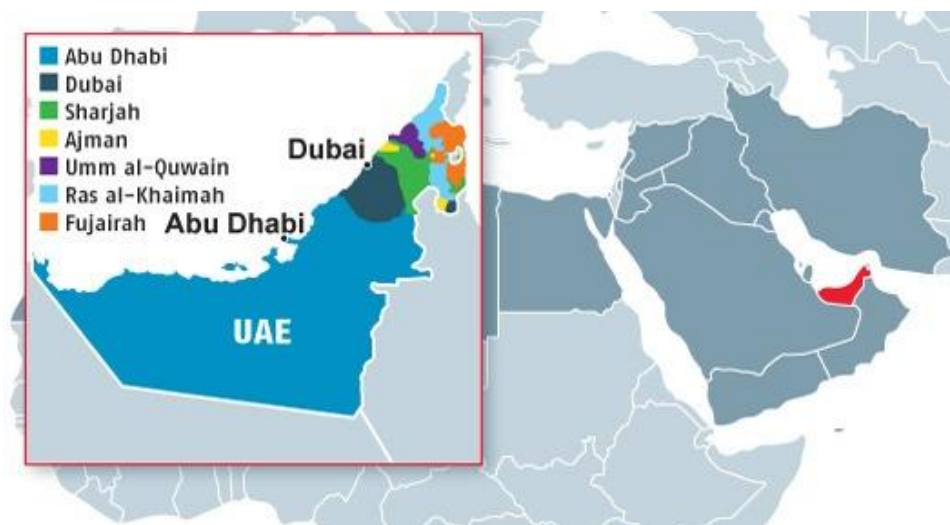 Abu Dhabi
Dubai
Sharjah
Ajman
Umm al-Quwain
Ras al-Khaimah
Fujairah
Dubai
Abu Dhabi
UAE